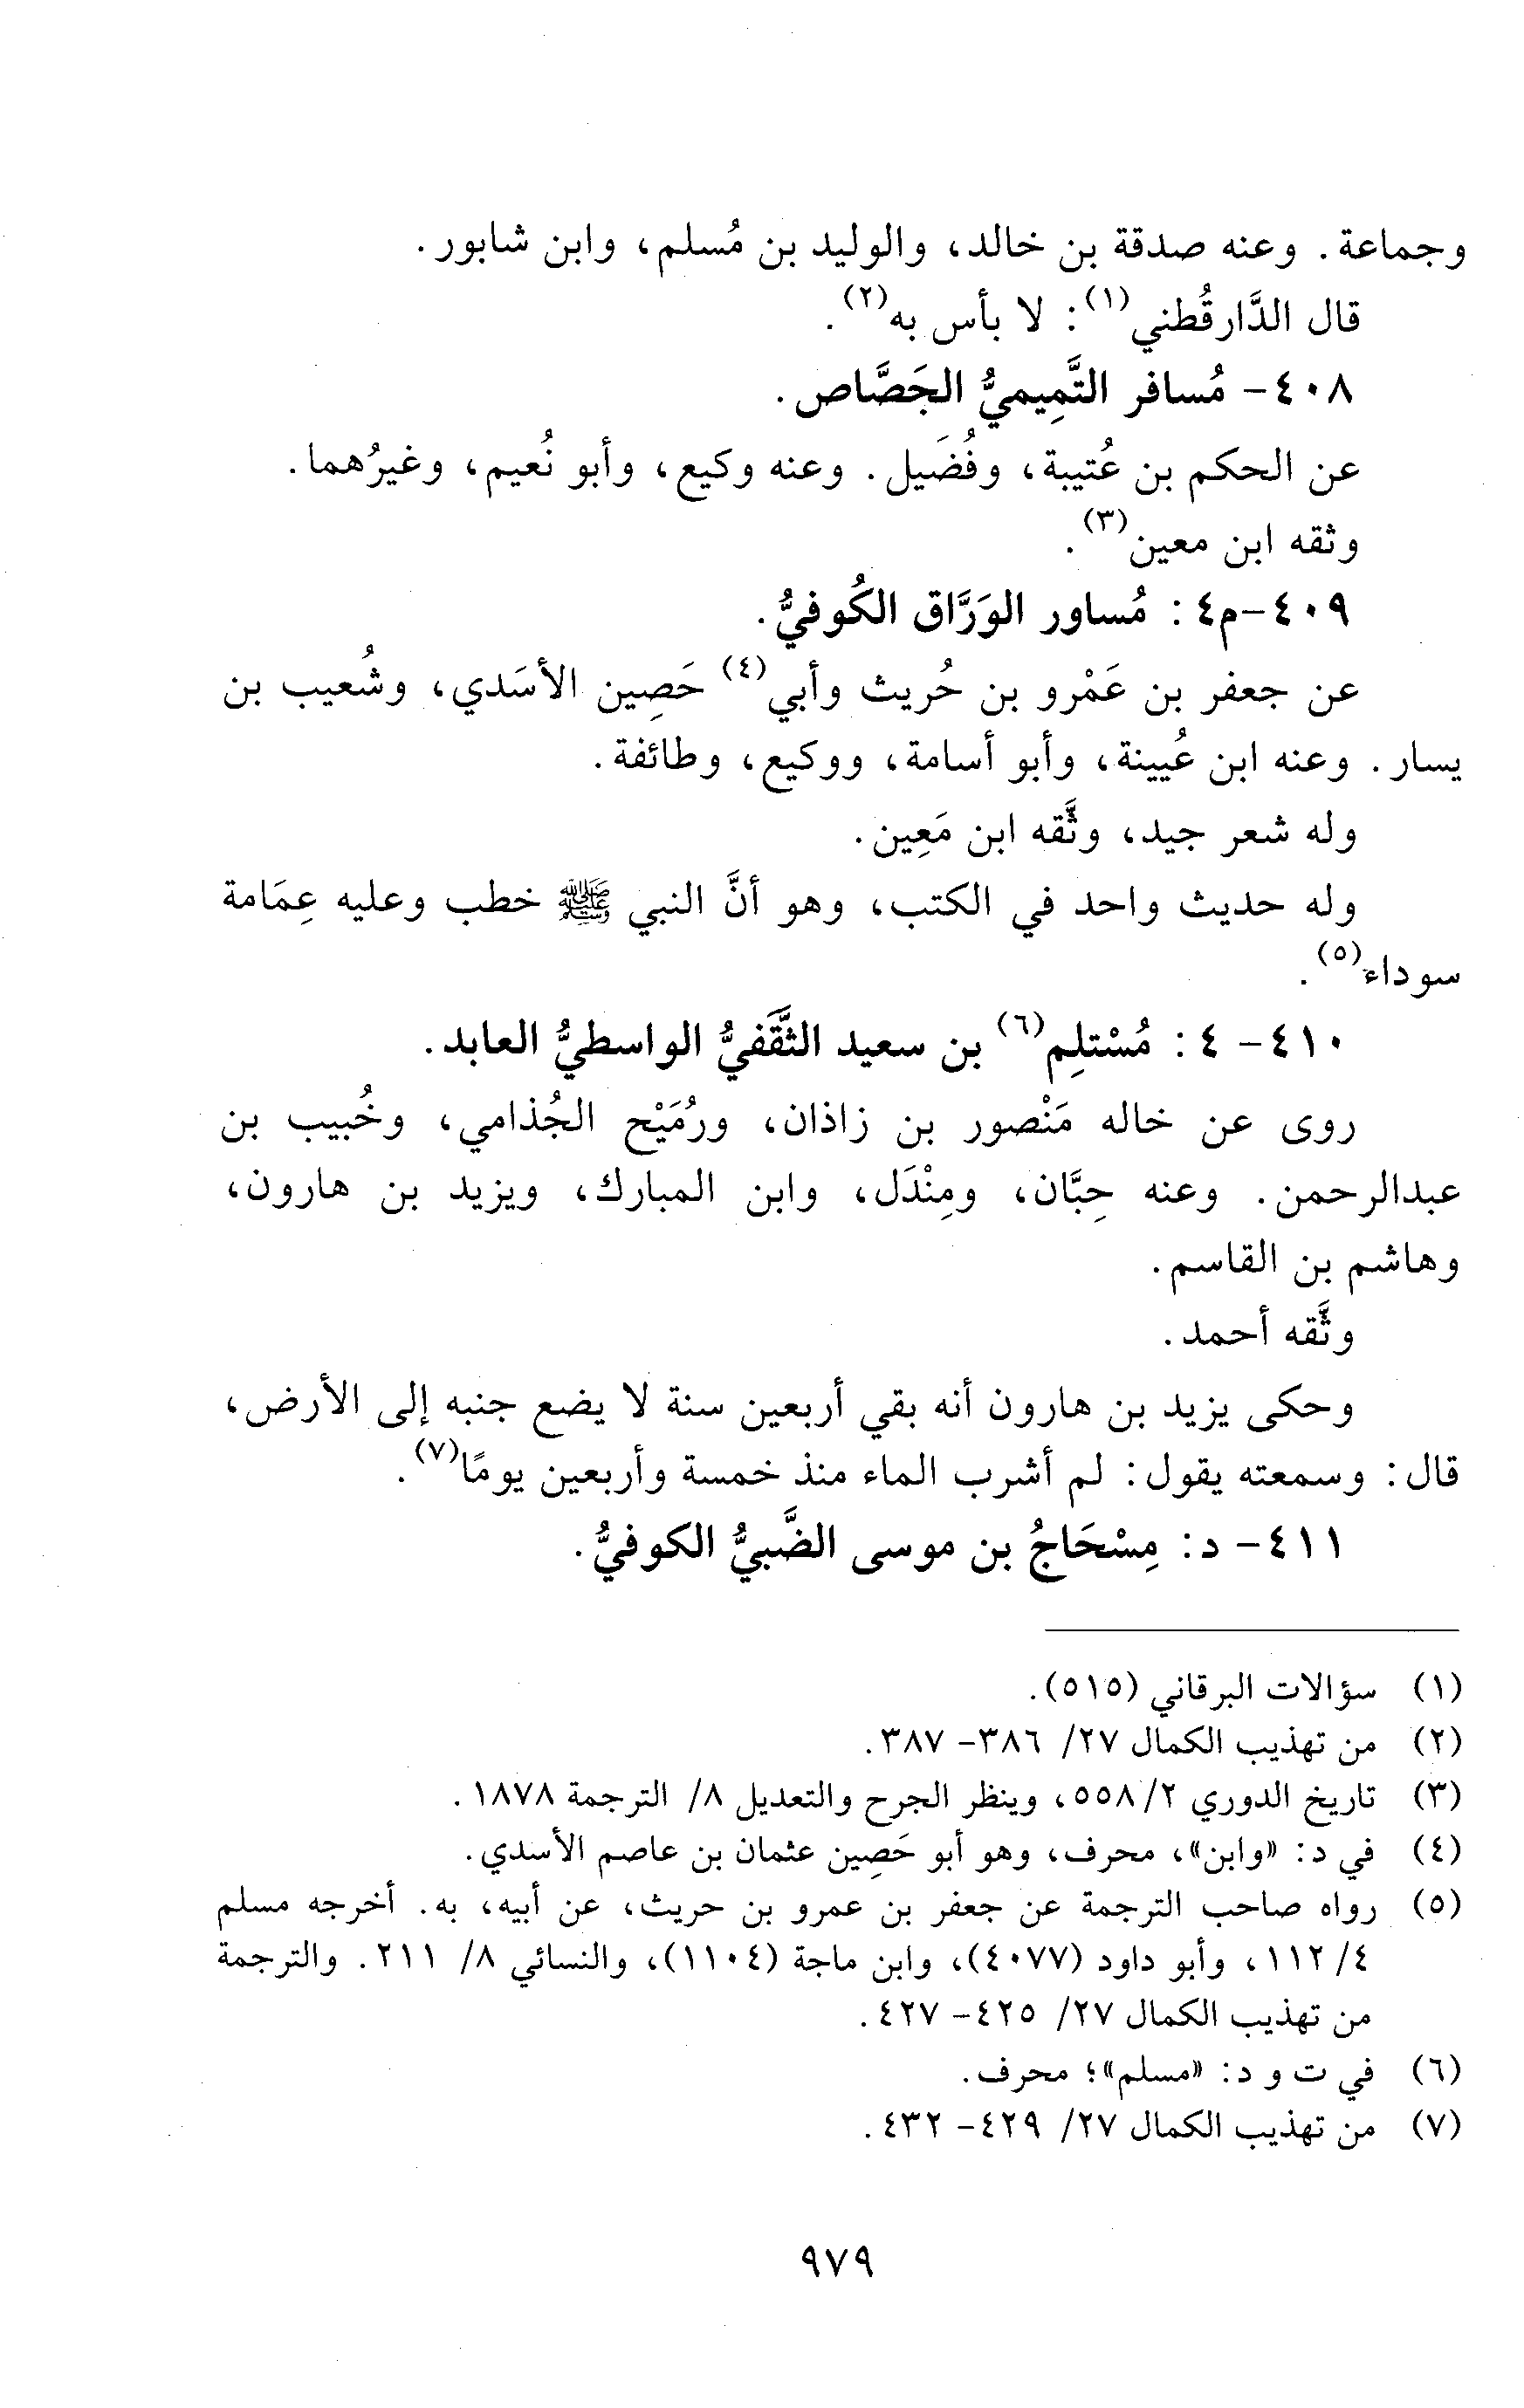 وجماعة. وعنه صدقة بن خالد، والوليد بن مُسلم، وابن شابور.
قال الدَّارقُطني(١): لا بأس به(٢).
٤٠٨- مُسافر التَّمِيميُّ الجَصَّاص.
عن الحكم بن عُتيبة، وفُضَيل. وعنه وكيع، وأبو نُعيم، وغيرُهما.
وثقه ابن معين(٣).
٤٠٩-م٤: مُساور الوَرَّاق الكُوفيُّ.
عن جعفر بن عَمْرو بن حُريث وأبي(٤) حَصِين الأسَدي، وشُعيب بن
يسار. وعنه ابن عُيينة، وأبو أسامة، ووكيع، وطائفة.
وله شعر جيد، وثَّقه ابن مَعِين.
وله حديث واحد في الكتب، وهو أنَّ النبي ﷺ خطب وعليه عِمَامة
سوداء(٥).
٤١٠- ٤: مُسْتلِم(٦) بن سعيد الثَّقَفيُّ الواسطيُّ العابد.
روى عن خاله مَنْصور بن زاذان، ورُمَيْح الجُذامي، وخُبيب بن
عبدالرحمن. وعنه حِبَّان، ومِنْدَل، وابن المبارك، ويزيد بن هارون،
وهاشم بن القاسم.
وثَّقه أحمد.
وحكى يزيد بن هارون أنه بقي أربعين سنة لا يضع جنبه إلى الأرض،
قال: وسمعته يقول: لم أشرب الماء منذ خمسة وأربعين يومًا(٧).
٤١١- د: مِسْحَاجُ بن موسى الضَّبيُّ الكوفيُّ.
(١) سؤالات البرقاني (٥١٥).
(٢) من تهذيب الكمال ٢٧/ ٣٨٦- ٣٨٧.
(٣) تاريخ الدوري ٢/ ٥٥٨، وينظر الجرح والتعديل ٨/ الترجمة ١٨٧٨.
(٤) في د: «وابن»، محرف، وهو أبو حَصِين عثمان بن عاصم الأسدي.
(٥) رواه صاحب الترجمة عن جعفر بن عمرو بن حريث، عن أبيه، به. أخرجه مسلم
٤/ ١١٢، وأبو داود (٤٠٧٧)، وابن ماجة (١١٠٤)، والنسائي ٨/ ٢١١. والترجمة
من تهذيب الكمال ٢٧/ ٤٢٥- ٤٢٧.
(٦) في ت و د: «مسلم»؛ محرف.
(٧) من تهذيب الكمال ٢٧/ ٤٢٩- ٤٣٢.
٩٧٩